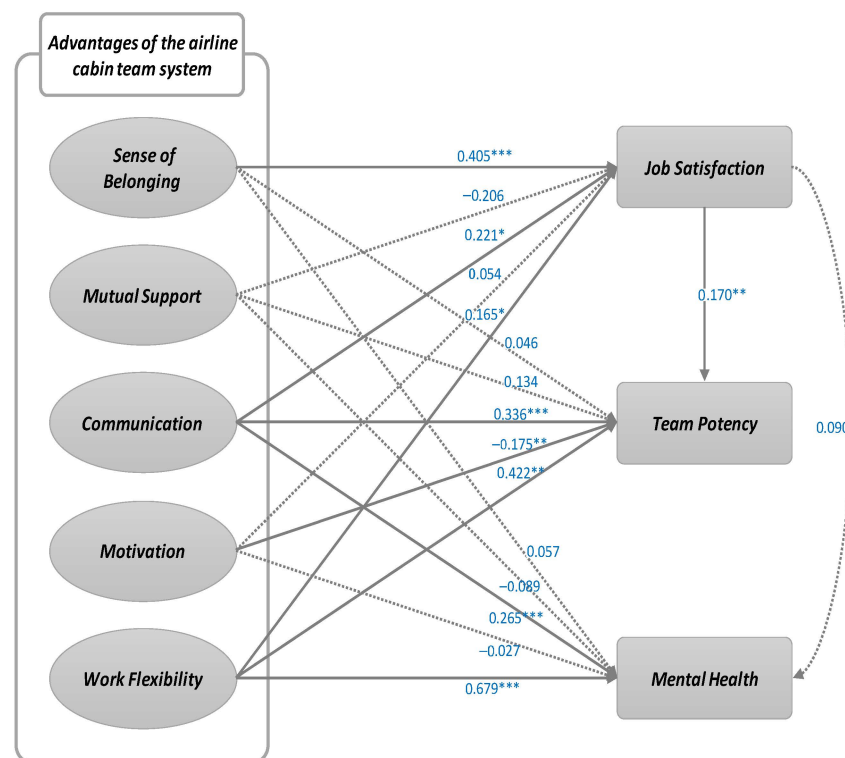 Advantages of the airline
cabin team system
Sense of
Belonging
Mutual Support
Communication
Motivation
Work Flexibility
0.405***
−0.206
0.221*
0.054
0.165*
0.046
0.134
0.336***
−0.175**
0.422**
0.057
−0.089
0.265***
−0.027
0.679***
Job Satisfaction
0.170**
Team Potency
0.090
Mental Health